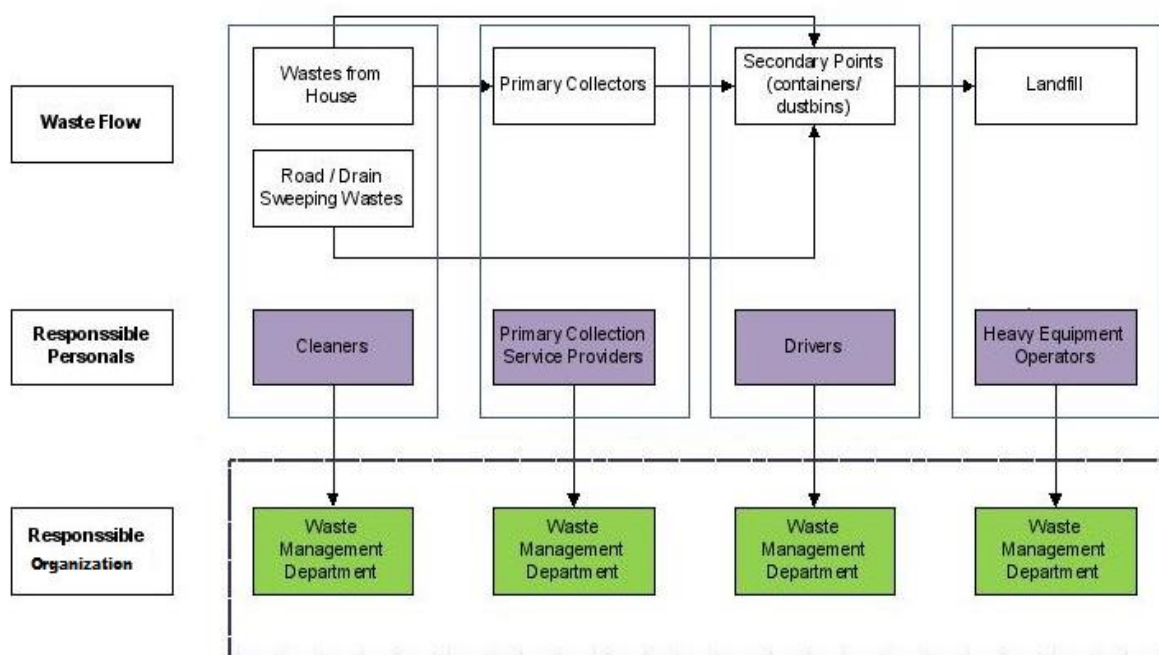 Wastes from
House
Primary Collectors
Secondary Points
(containers/
dustbins)
Landfill
Waste Flow
Road / Drain
Sweeping Wastes
Responssible
Personals
Cleaners
Primary Collection
Service Providers
Drivers
Heavy Equipment
Operators
Responssible
Organization
Waste
Management
Department
Waste
Management
Department
Waste
Management
Department
Waste
Management
Department